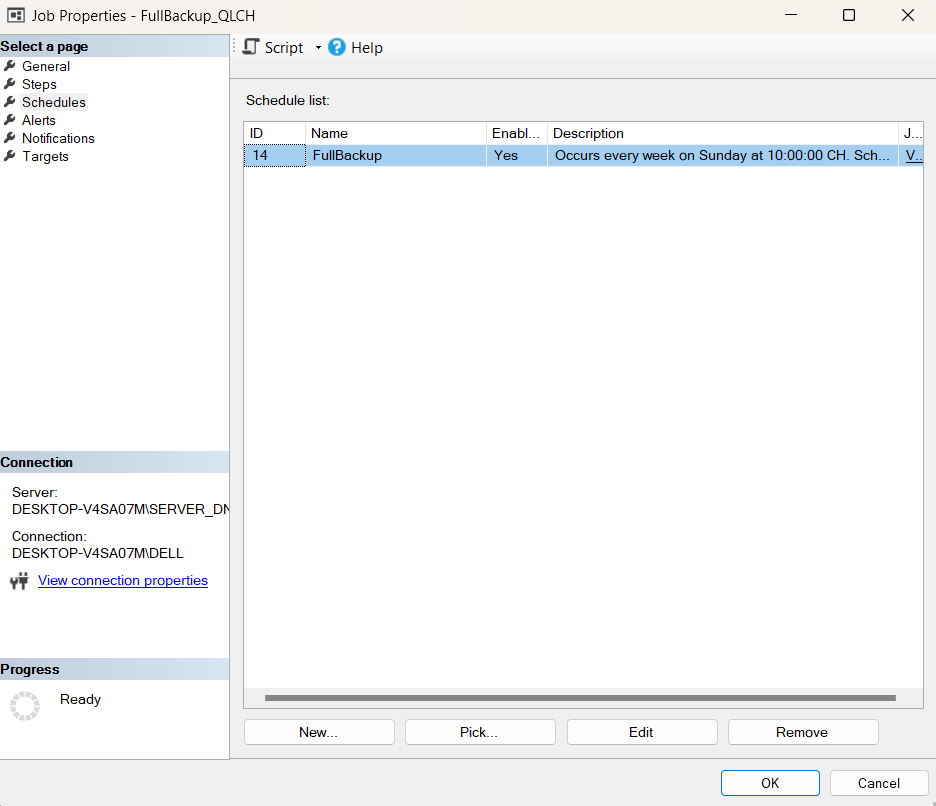 Job Properties - FullBackup_QLCH
Select a page
General
Steps
Schedules
Alerts
Notifications
Targets
Script
Help
Schedule list:
ID Name Enabl... Description J...
14 FullBackup Yes Occurs every week on Sunday at 10:00:00 CH. Sch... V...
Connection
Server:
DESKTOP-V4SA07M\SERVER_DN
Connection:
DESKTOP-V4SA07M\DELL
View connection properties
Progress
Ready
New... Pick... Edit Remove
OK Cancel